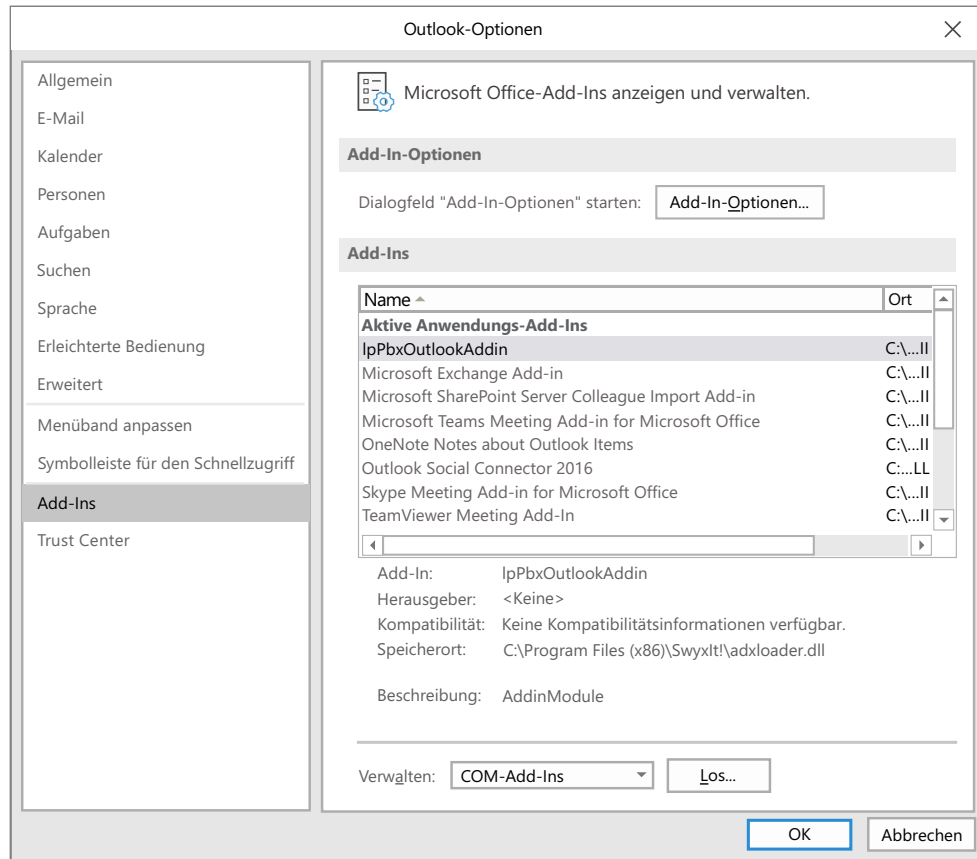 Outlook-Optionen
Allgemein
E-Mail
Kalender
Personen
Aufgaben
Suchen
Sprache
Erleichterte Bedienung
Erweitert
Menüband anpassen
Symbolleiste für den Schnellzugriff
Add-Ins
Trust Center
Microsoft Office-Add-Ins anzeigen und verwalten.
Add-In-Optionen
Dialogfeld "Add-In-Optionen" starten: Add-In-Optionen...
Add-Ins
Name Ort
Aktive Anwendungs-Add-Ins
IpPbxOutlookAddin C:\...II
Microsoft Exchange Add-in C:\...II
Microsoft SharePoint Server Colleague Import Add-in C:\...II
Microsoft Teams Meeting Add-in for Microsoft Office C:\...II
OneNote Notes about Outlook Items C:\...II
Outlook Social Connector 2016 C:...LL
Skype Meeting Add-in for Microsoft Office C:\...II
TeamViewer Meeting Add-In C:\...II
Add-In: IpPbxOutlookAddin
Herausgeber: <Keine>
Kompatibilität: Keine Kompatibilitätsinformationen verfügbar.
Speicherort: C:\Program Files (x86)\SwyxIt!\adxloader.dll
Beschreibung: AddinModule
Verwalten: COM-Add-Ins Los...
OK Abbrechen